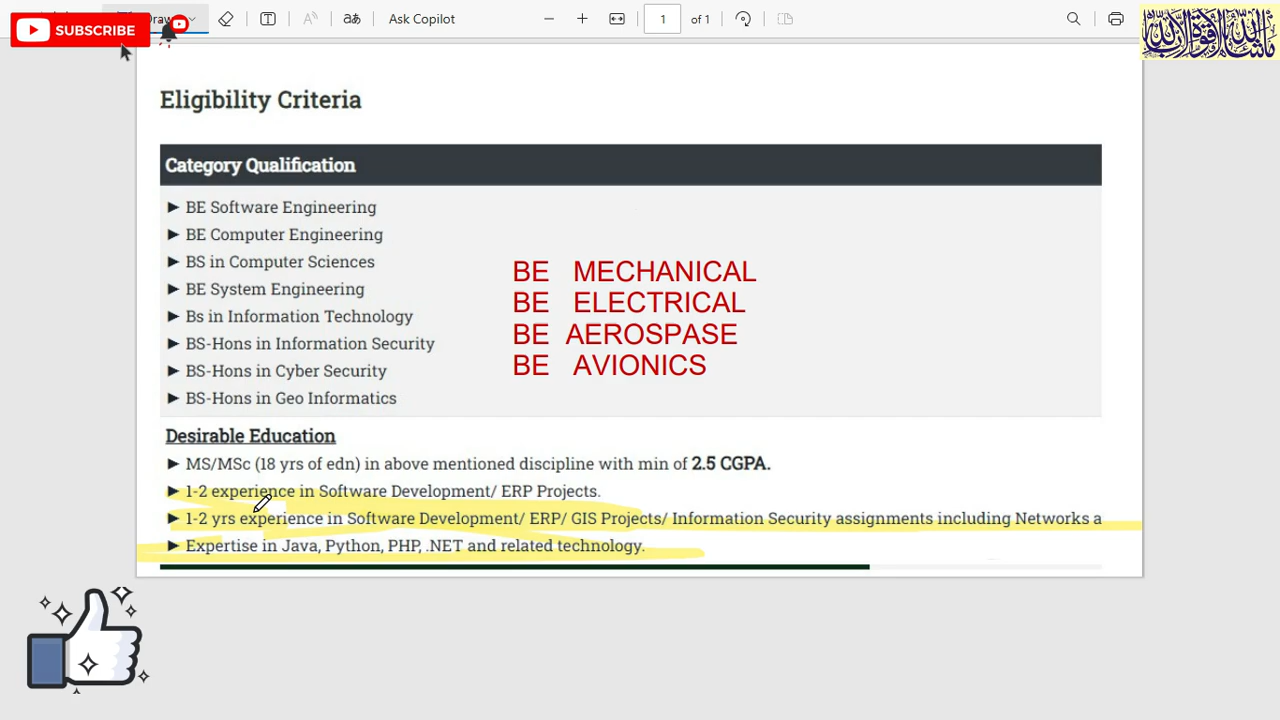 Draw
Ask Copilot
1 of 1
SUBSCRIBE
Eligibility Criteria
Category Qualification
► BE Software Engineering
► BE Computer Engineering
► BS in Computer Sciences
► BE System Engineering
► Bs in Information Technology
► BS-Hons in Information Security
► BS-Hons in Cyber Security
► BS-Hons in Geo Informatics
BE MECHANICAL
BE ELECTRICAL
BE AEROSPASE
BE AVIONICS
Desirable Education
► MS/MSc (18 yrs of edn) in above mentioned discipline with min of 2.5 CGPA.
► 1-2 experience in Software Development/ ERP Projects.
► 1-2 yrs experience in Software Development/ ERP/ GIS Projects/ Information Security assignments including Networks a
► Expertise in Java, Python, PHP, .NET and related technology.